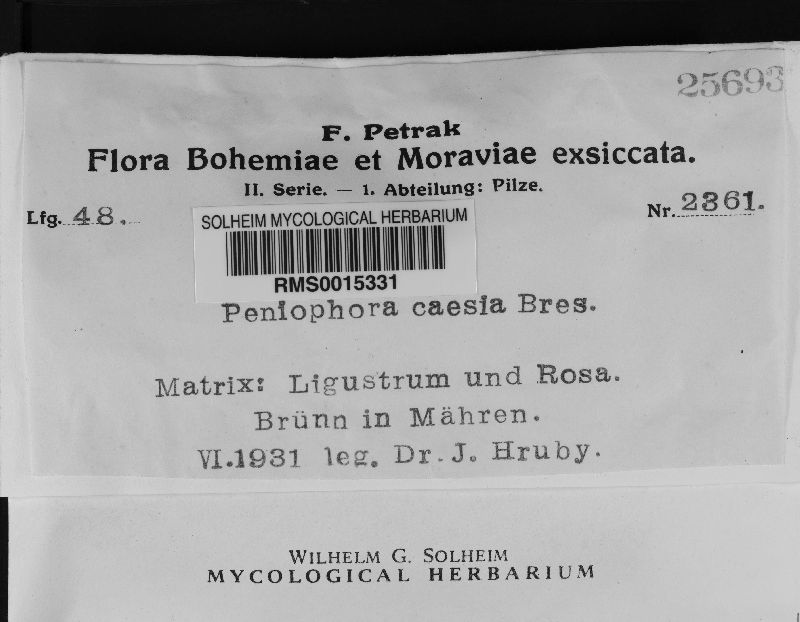 25693
F. Petrak
Flora Bohemiae et Moraviae exsiccata.
II. Serie. — 1. Abteilung: Pilze.
Lfg. 48.
Nr. 2361.
SOLHEIM MYCOLOGICAL HERBARIUM
RMS0015331
Peniophora caesia Bres.
Matrix: Ligustrum und Rosa.
Brünn in Mähren.
VI.1931 leg. Dr. J. Hruby.
WILHELM G. SOLHEIM
MYCOLOGICAL HERBARIUM